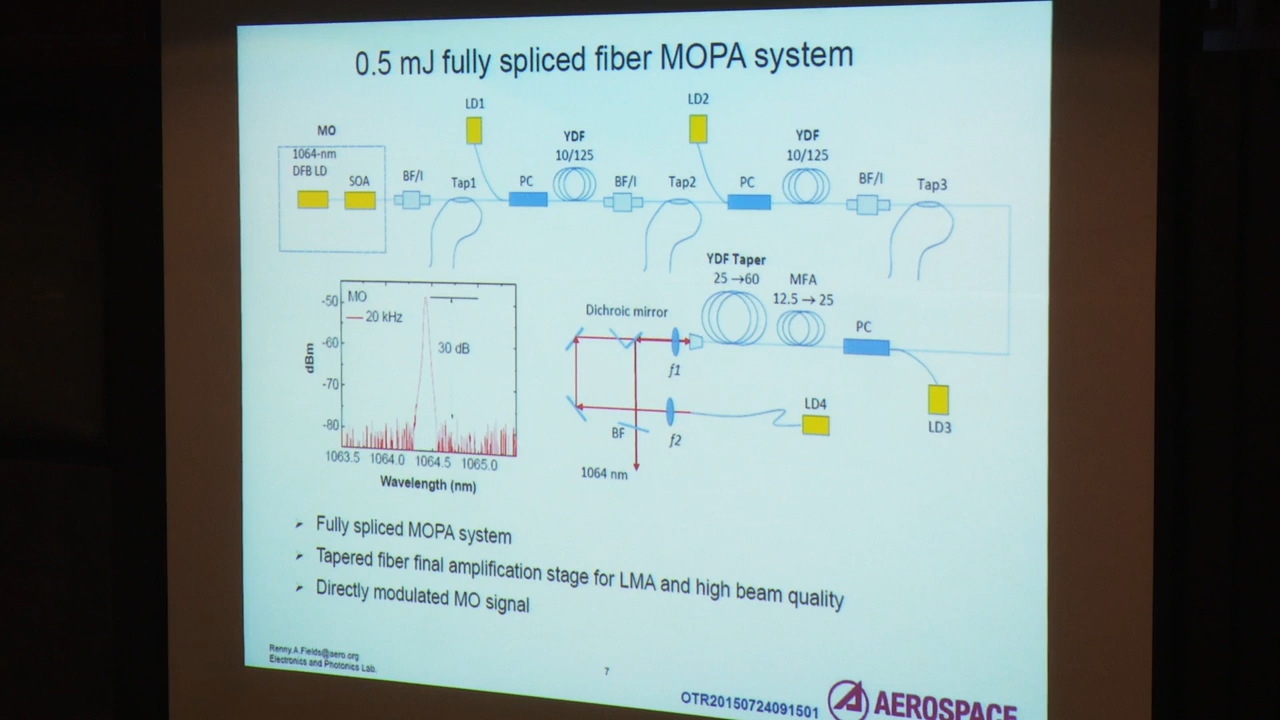 0.5 mJ fully spliced fiber MOPA system
LD1
LD2
MO
YDF
10/125
YDF
10/125
1064-nm
DFB LD
SOA
BF/I
Tap1
PC
BF/I
Tap2
PC
BF/I
Tap3
YDF Taper
25→60
MFA
12.5→25
PC
Dichroic mirror
f1
LD4
LD3
BF
f2
1064 nm
MO
20 kHz
30 dB
dBm
-50
-60
-70
-80
1063.5 1064.0 1064.5 1065.0
Wavelength (nm)
➢ Fully spliced MOPA system
➢ Tapered fiber final amplification stage for LMA and high beam quality
➢ Directly modulated MO signal
Renny.A.Fields@aero.org
Electronics and Photonics Lab.
7
OTR20150724091501
AEROSPACE